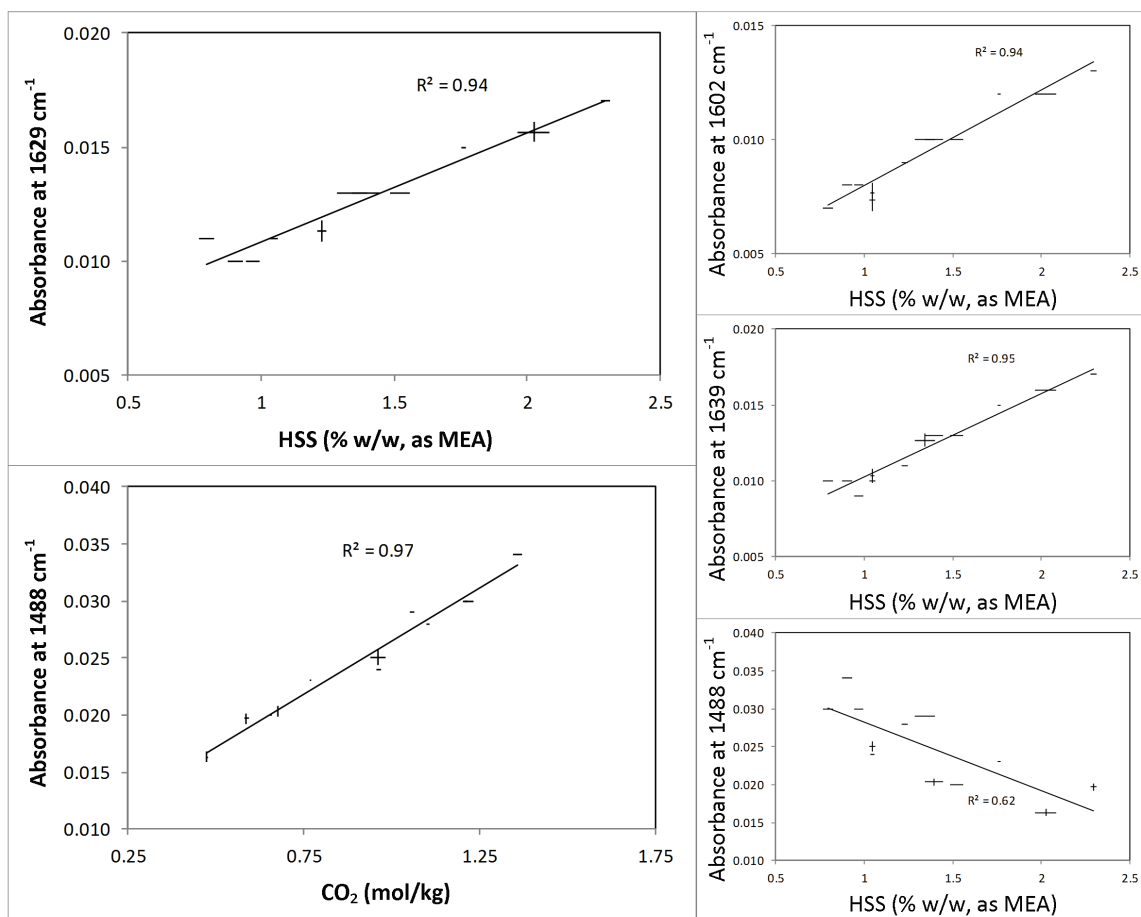 0.020
0.015
0.010
0.005
Absorbance at 1629 cm⁻¹
R² = 0.94
0.5 1 1.5 2 2.5
HSS (% w/w, as MEA)
0.040
0.035
0.030
0.025
0.020
0.015
0.010
Absorbance at 1488 cm⁻¹
R² = 0.97
0.25 0.75 1.25 1.75
CO₂ (mol/kg)
0.015
0.010
0.005
Absorbance at 1602 cm⁻¹
R² = 0.94
0.5 1 1.5 2 2.5
HSS (% w/w, as MEA)
0.020
0.015
0.010
0.005
Absorbance at 1639 cm⁻¹
R² = 0.95
0.5 1 1.5 2 2.5
HSS (% w/w, as MEA)
0.040
0.035
0.030
0.025
0.020
0.015
0.010
Absorbance at 1488 cm⁻¹
R² = 0.62
0.5 1 1.5 2 2.5
HSS (% w/w, as MEA)